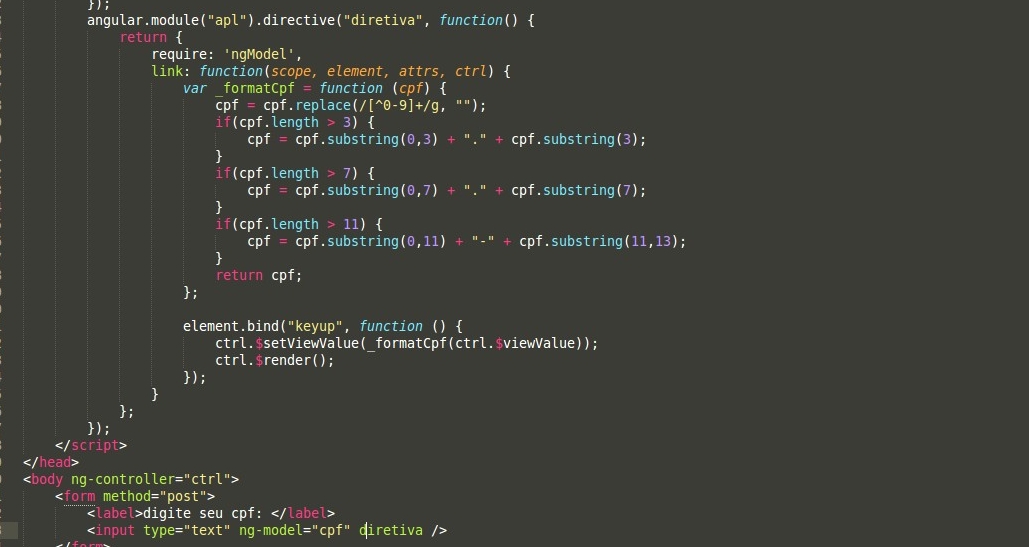 });
angular.module("apl").directive("diretiva", function() {
return {
require: 'ngModel',
link: function(scope, element, attrs, ctrl) {
var _formatCpf = function (cpf) {
cpf = cpf.replace(/[^0-9]+/g, "");
if(cpf.length > 3) {
cpf = cpf.substring(0,3) + "." + cpf.substring(3);
}
if(cpf.length > 7) {
cpf = cpf.substring(0,7) + "." + cpf.substring(7);
}
if(cpf.length > 11) {
cpf = cpf.substring(0,11) + "-" + cpf.substring(11,13);
}
return cpf;
};
element.bind("keyup", function () {
ctrl.$setViewValue(_formatCpf(ctrl.$viewValue));
ctrl.$render();
});
}
};
});
</script>
</head>
<body ng-controller="ctrl">
<form method="post">
<label>digite seu cpf: </label>
<input type="text" ng-model="cpf" diretiva />
</form>